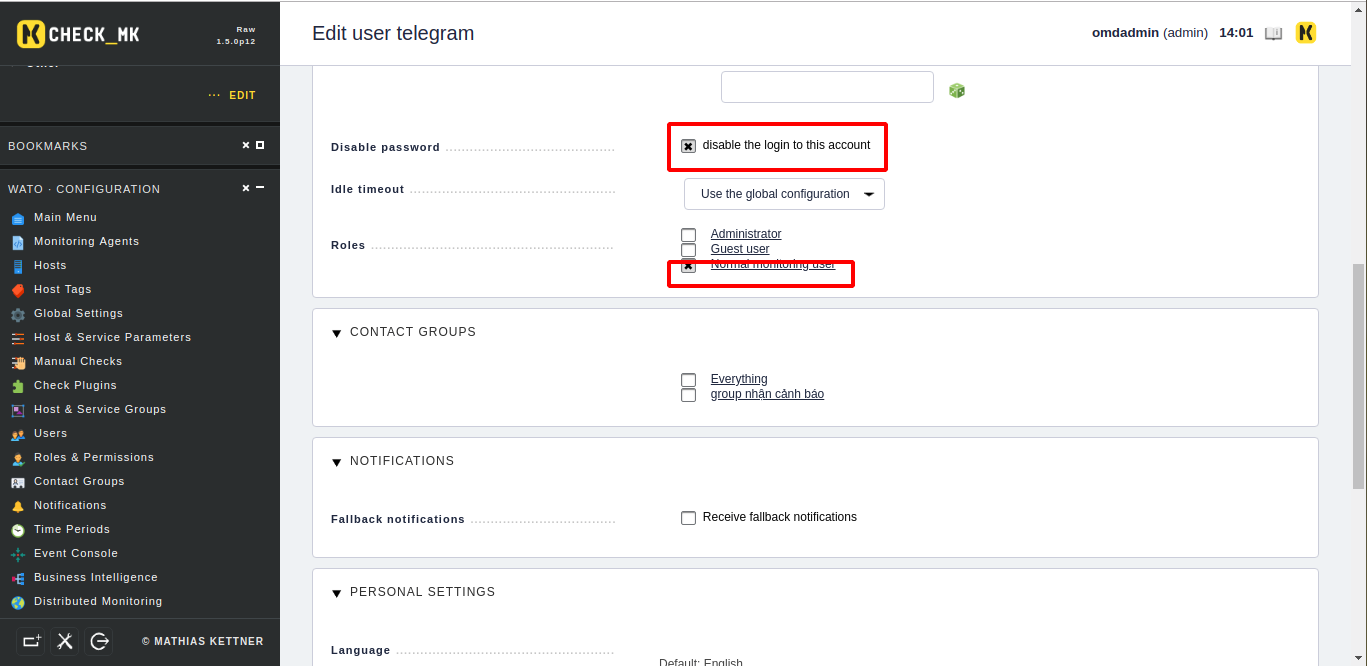 CHECK_MK
Raw
1.5.0p12
Edit user telegram
omdadmin (admin) 14:01
EDIT
BOOKMARKS
WATO · CONFIGURATION
Main Menu
Monitoring Agents
Hosts
Host Tags
Global Settings
Host & Service Parameters
Manual Checks
Check Plugins
Host & Service Groups
Users
Roles & Permissions
Contact Groups
Notifications
Time Periods
Event Console
Business Intelligence
Distributed Monitoring
© MATHIAS KETTNER
Disable password
disable the login to this account
Idle timeout
Use the global configuration
Roles
Administrator
Guest user
Normal monitoring user
CONTACT GROUPS
Everything
group nhận cảnh báo
NOTIFICATIONS
Fallback notifications
Receive fallback notifications
PERSONAL SETTINGS
Language
Default: English